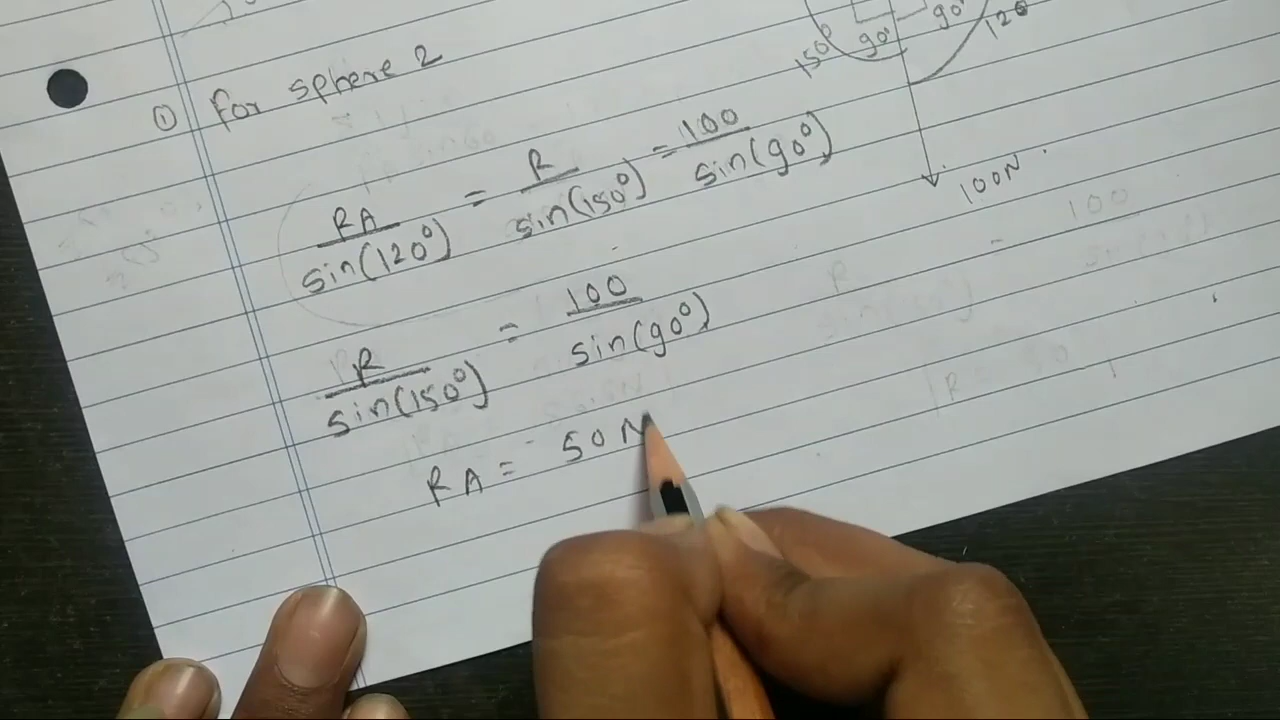 150° 90° 90° 120
① For sphere 2
100N
RA / sin(120°) = R / sin(150°) = 100 / sin(90°)
R / sin(150°) = 100 / sin(90°)
RA = 50 N